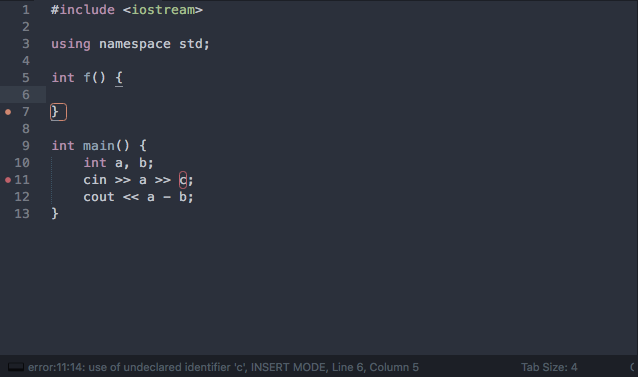 1 #include <iostream>
2
3 using namespace std;
4
5 int f() {
6
7 }
8
9 int main() {
10     int a, b;
11     cin >> a >> c;
12     cout << a - b;
13 }
error:11:14: use of undeclared identifier 'c', INSERT MODE, Line 6, Column 5 Tab Size: 4